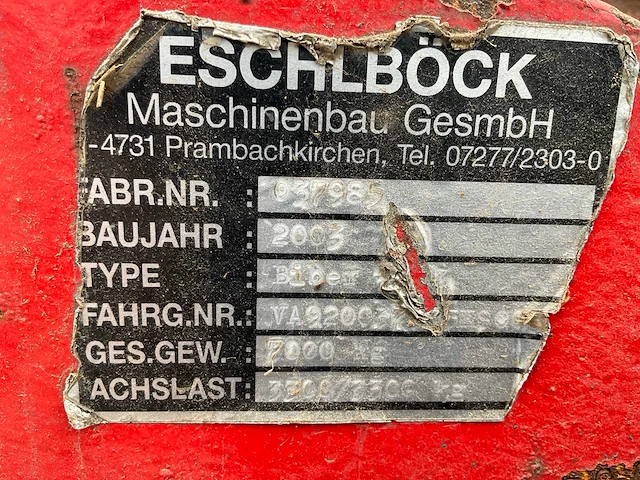 ESCHLBÖCK
Maschinenbau GesmbH
-4731 Prambachkirchen, Tel. 07277/2303-0
FABR.NR. : 037985
BAUJAHR : 2003
TYPE :
FAHRG.NR.:
GES.GEW. : 7000 kg
ACHSLAST: